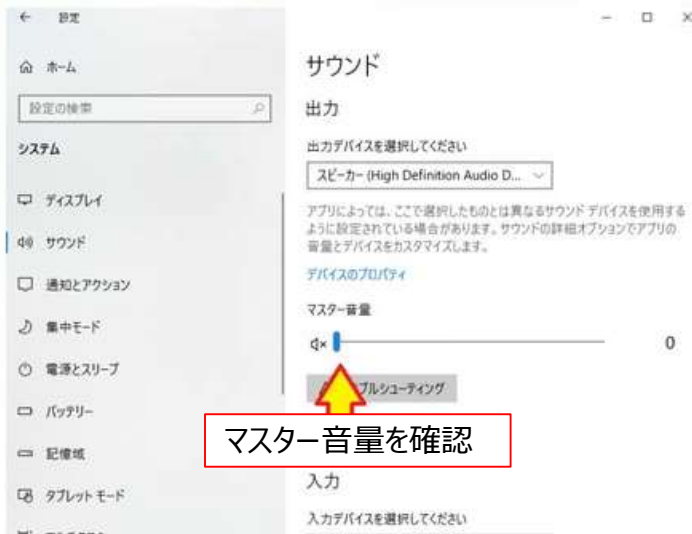 設定
ホーム
設定の検索
システム
ディスプレイ
サウンド
通知とアクション
集中モード
電源とスリープ
バッテリー
記憶域
タブレット モード
サウンド
出力
出力デバイスを選択してください
スピーカー (High Definition Audio D...
アプリによっては、ここで選択したものとは異なるサウンド デバイスを使用する
ように設定されている場合があります。サウンドの詳細オプションでアプリの
音量とデバイスをカスタマイズします。
デバイスのプロパティ
マスター音量
0
ブルシューティング
マスター音量を確認
入力
入力デバイスを選択してください